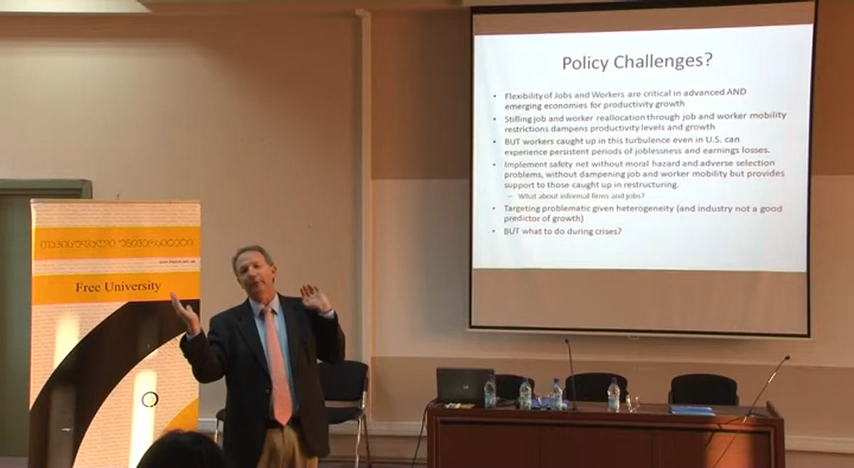 Policy Challenges?
• Flexibility of Jobs and Workers are critical in advanced AND
emerging economies for productivity growth
• Stifling job and worker reallocation through job and worker mobility
restrictions dampens productivity levels and growth
• BUT workers caught up in this turbulence even in U.S. can
experience persistent periods of joblessness and earnings losses.
• Implement safety net without moral hazard and adverse selection
problems, without dampening job and worker mobility but provides
support to those caught up in restructuring.
– What about informal firms and jobs?
• Targeting problematic given heterogeneity (and industry not a good
predictor of growth)
• BUT what to do during crises?
თავისუფალი უნივერსიტეტი
Free University